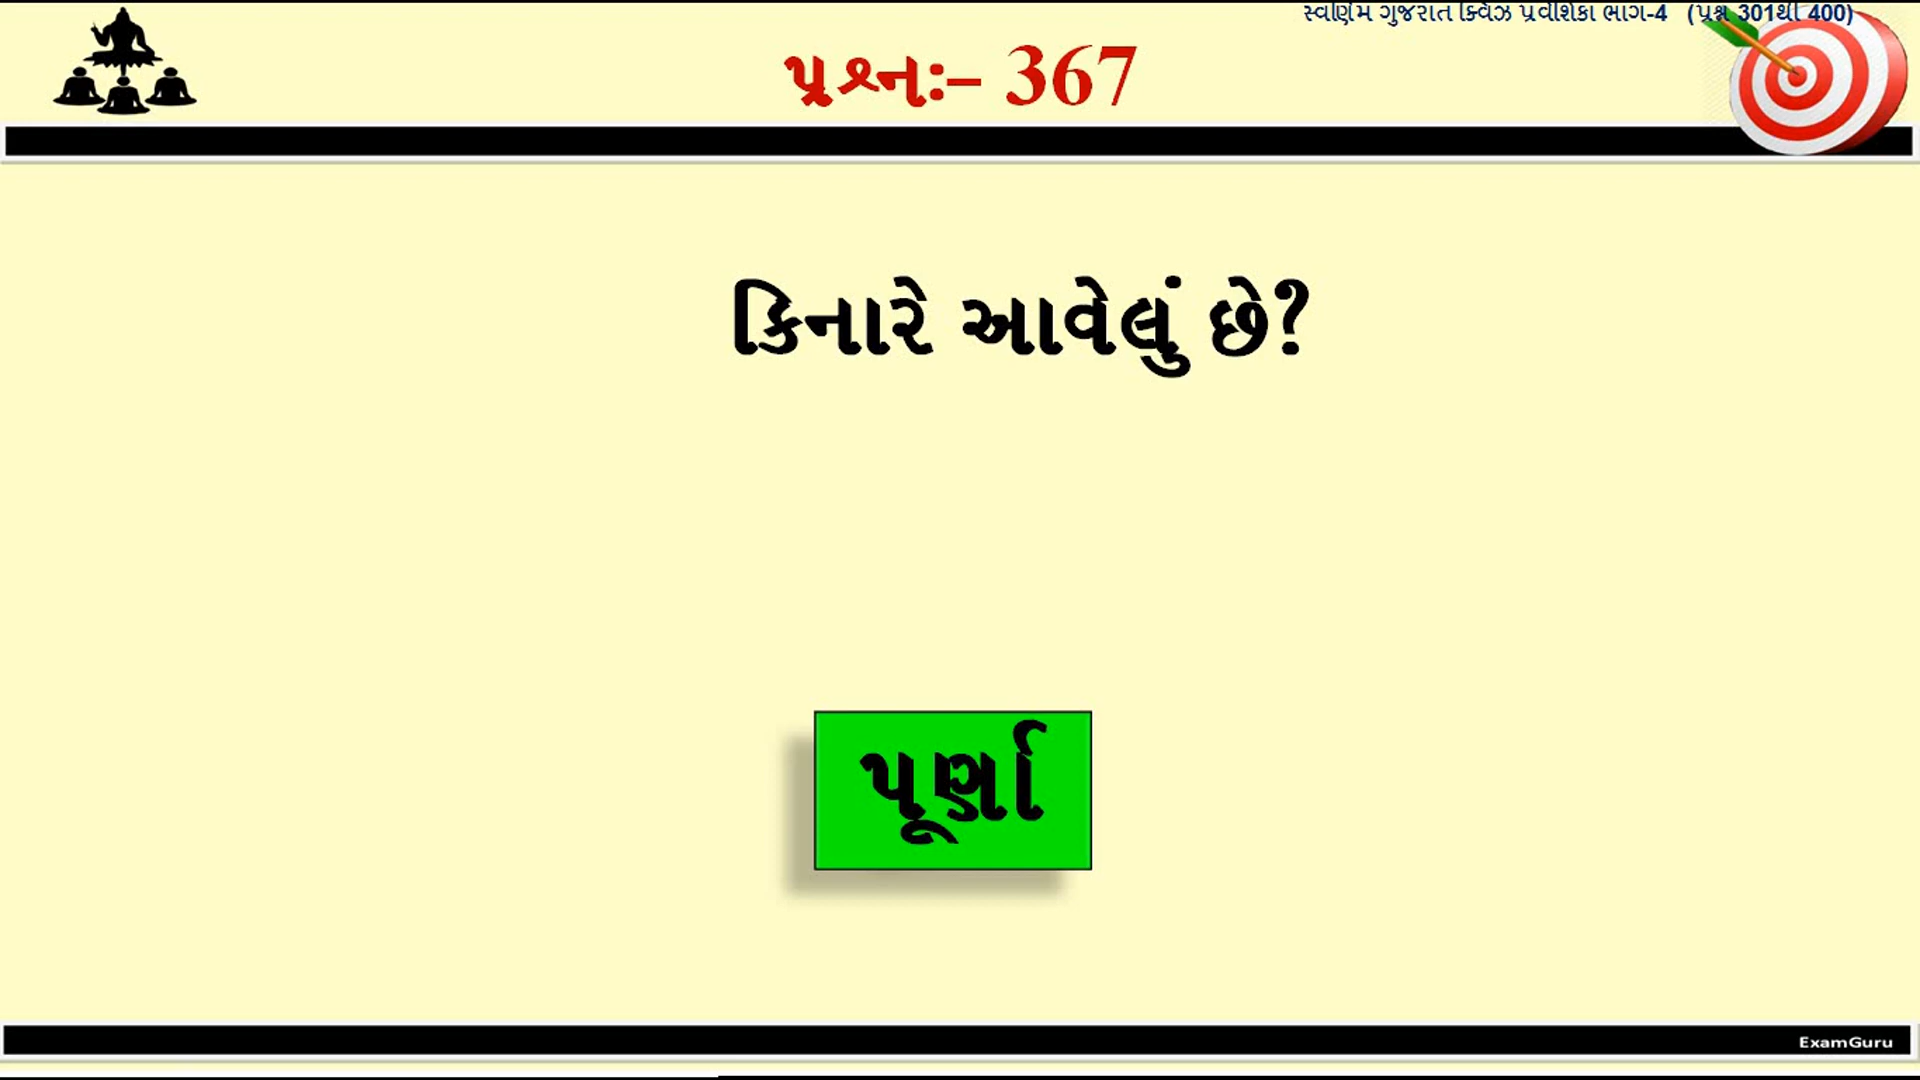 સ્વર્ણિમ ગુજરાત ક્વિઝ પ્રવેશિકા ભાગ-4 (પ્રશ્ન 301થી 400)
પ્રશ્નઃ– 367
કિનારે આવેલું છે?
પૂર્ણા
ExamGuru